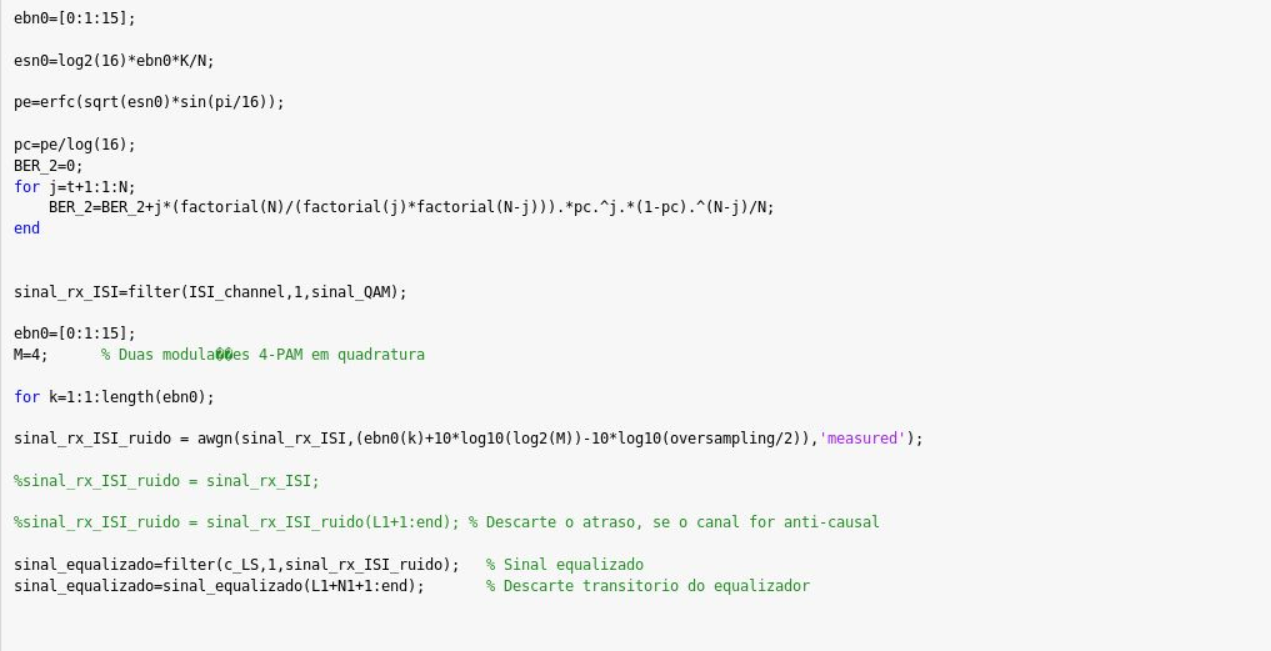 ebn0=[0:1:15];
esn0=log2(16)*ebn0*K/N;
pe=erfc(sqrt(esn0)*sin(pi/16));
pc=pe/log(16);
BER_2=0;
for j=t+1:1:N;
    BER_2=BER_2+j*(factorial(N)/(factorial(j)*factorial(N-j))).*pc.^j.*(1-pc).^(N-j)/N;
end
sinal_rx_ISI=filter(ISI_channel,1,sinal_QAM);
ebn0=[0:1:15];
M=4;      % Duas modula��es 4-PAM em quadratura
for k=1:1:length(ebn0);
sinal_rx_ISI_ruido = awgn(sinal_rx_ISI,(ebn0(k)+10*log10(log2(M))-10*log10(oversampling/2)),'measured');
%sinal_rx_ISI_ruido = sinal_rx_ISI;
%sinal_rx_ISI_ruido = sinal_rx_ISI_ruido(L1+1:end); % Descarte o atraso, se o canal for anti-causal
sinal_equalizado=filter(c_LS,1,sinal_rx_ISI_ruido);   % Sinal equalizado
sinal_equalizado=sinal_equalizado(L1+N1+1:end);       % Descarte transitorio do equalizador